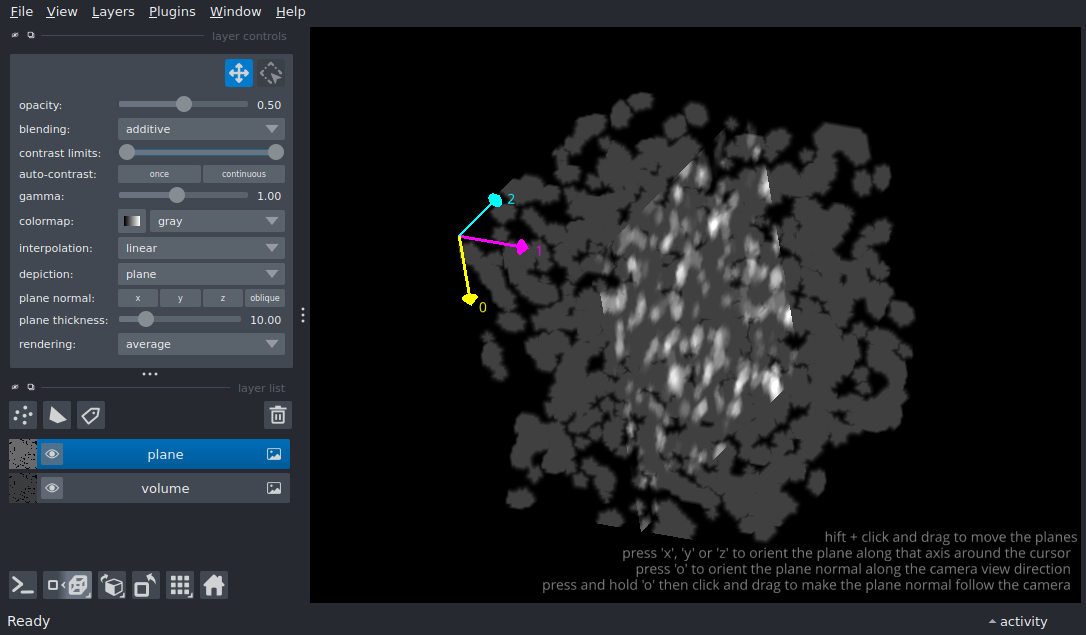 File View Layers Plugins Window Help
layer controls
opacity: 0.50
blending: additive
contrast limits:
auto-contrast: once continuous
gamma: 1.00
colormap: gray
interpolation: linear
depiction: plane
plane normal: x y z oblique
plane thickness: 10.00
rendering: average
layer list
plane
volume
2
1
0
hift + click and drag to move the planes
press 'x', 'y' or 'z' to orient the plane along that axis around the cursor
press 'o' to orient the plane normal along the camera view direction
press and hold 'o' then click and drag to make the plane normal follow the camera
Ready
activity